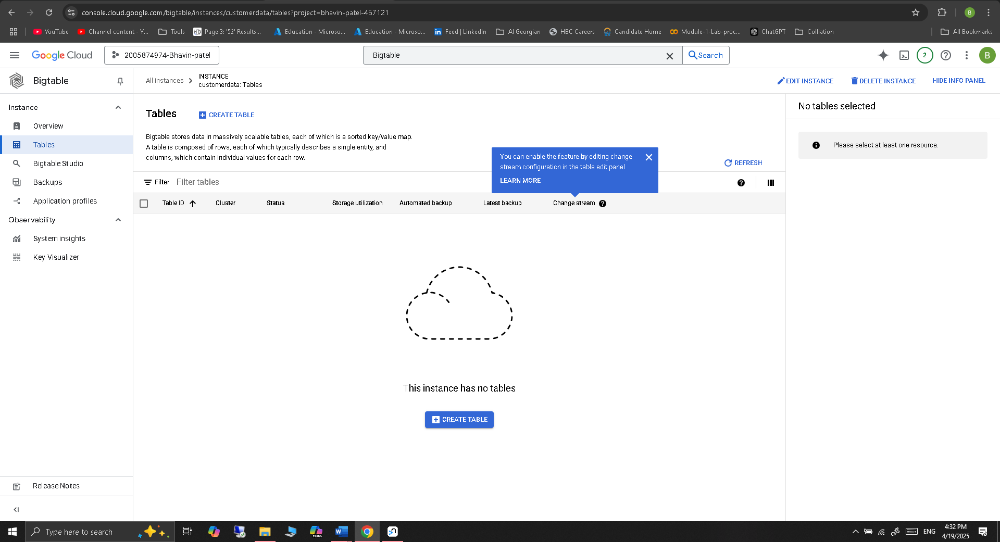 console.cloud.google.com/bigtable/instances/customerdata/tables?project=bhavin-patel-457121
B
YouTube
Channel content - Y...
Tools
Page 3: '52' Results...
Education - Microso...
Education - Microso...
Feed | LinkedIn
AI Georgian
HBC Careers
Candidate Home
Module-1-Lab-proc...
ChatGPT
Colliation
All Bookmarks
Google Cloud
2005874974-Bhavin-patel
Bigtable
Search
2
B
Bigtable
All instances
INSTANCE
customerdata: Tables
EDIT INSTANCE
DELETE INSTANCE
HIDE INFO PANEL
Instance
Overview
Tables
Bigtable Studio
Backups
Application profiles
Observability
System insights
Key Visualizer
Release Notes
Tables
CREATE TABLE
Bigtable stores data in massively scalable tables, each of which is a sorted key/value map.
A table is composed of rows, each of which typically describes a single entity, and
columns, which contain individual values for each row.
You can enable the feature by editing change
stream configuration in the table edit panel
LEARN MORE
REFRESH
Filter
Filter tables
Table ID
Cluster
Status
Storage utilization
Automated backup
Latest backup
Change stream
This instance has no tables
CREATE TABLE
No tables selected
Please select at least one resource.
Type here to search
M365
ENG
4:32 PM
4/19/2025